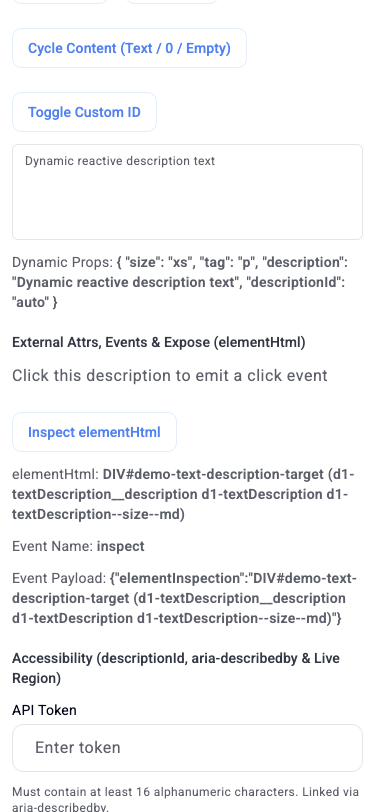 Cycle Content (Text / 0 / Empty)
Toggle Custom ID
Dynamic reactive description text
Dynamic Props: { "size": "xs", "tag": "p", "description":
"Dynamic reactive description text", "descriptionId":
"auto" }
External Attrs, Events & Expose (elementHtml)
Click this description to emit a click event
Inspect elementHtml
elementHtml: DIV#demo-text-description-target (d1-
textDescription__description d1-textDescription d1-
textDescription--size--md)
Event Name: inspect
Event Payload: {"elementInspection":"DIV#demo-text-
description-target (d1-textDescription__description
d1-textDescription d1-textDescription--size--md)"}
Accessibility (descriptionId, aria-describedby & Live
Region)
API Token
Enter token
Must contain at least 16 alphanumeric characters. Linked via
aria-describedby.